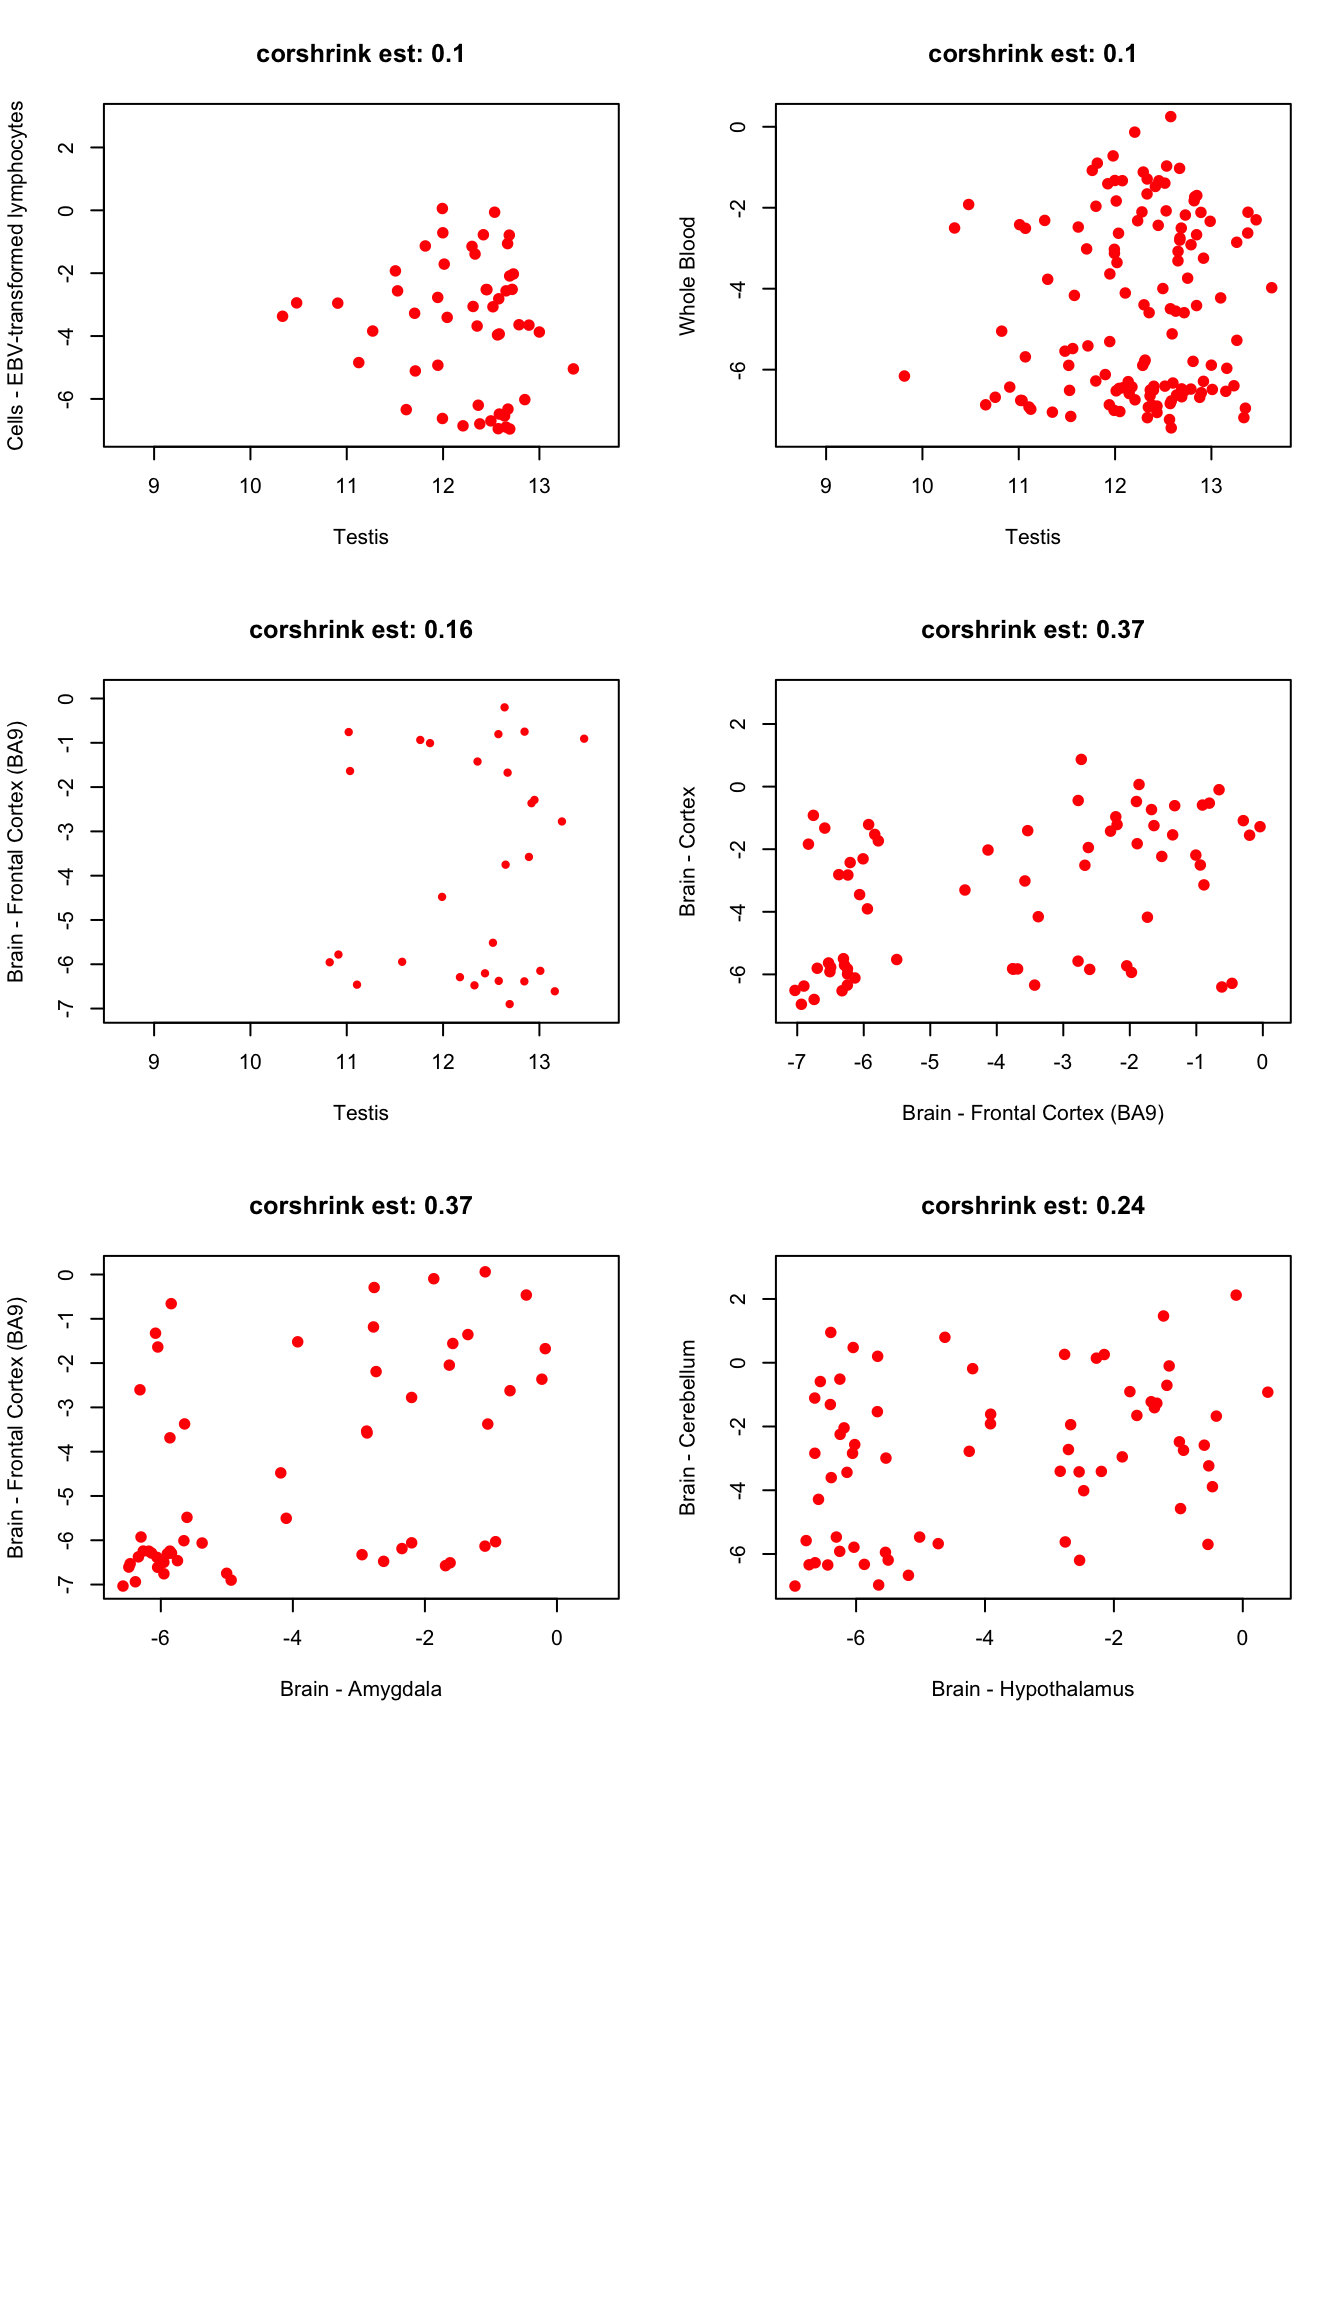 corshrink est: 0.1
Cells - EBV-transformed lymphocytes
2
0
-2
-4
-6
9 10 11 12 13
Testis
corshrink est: 0.1
Whole Blood
0
-2
-4
-6
9 10 11 12 13
Testis
corshrink est: 0.16
Brain - Frontal Cortex (BA9)
0
-1
-2
-3
-4
-5
-6
-7
9 10 11 12 13
Testis
corshrink est: 0.37
Brain - Cortex
2
0
-2
-4
-6
-7 -6 -5 -4 -3 -2 -1 0
Brain - Frontal Cortex (BA9)
corshrink est: 0.37
Brain - Frontal Cortex (BA9)
0
-1
-2
-3
-4
-5
-6
-7
-6 -4 -2 0
Brain - Amygdala
corshrink est: 0.24
Brain - Cerebellum
2
0
-2
-4
-6
-6 -4 -2 0
Brain - Hypothalamus